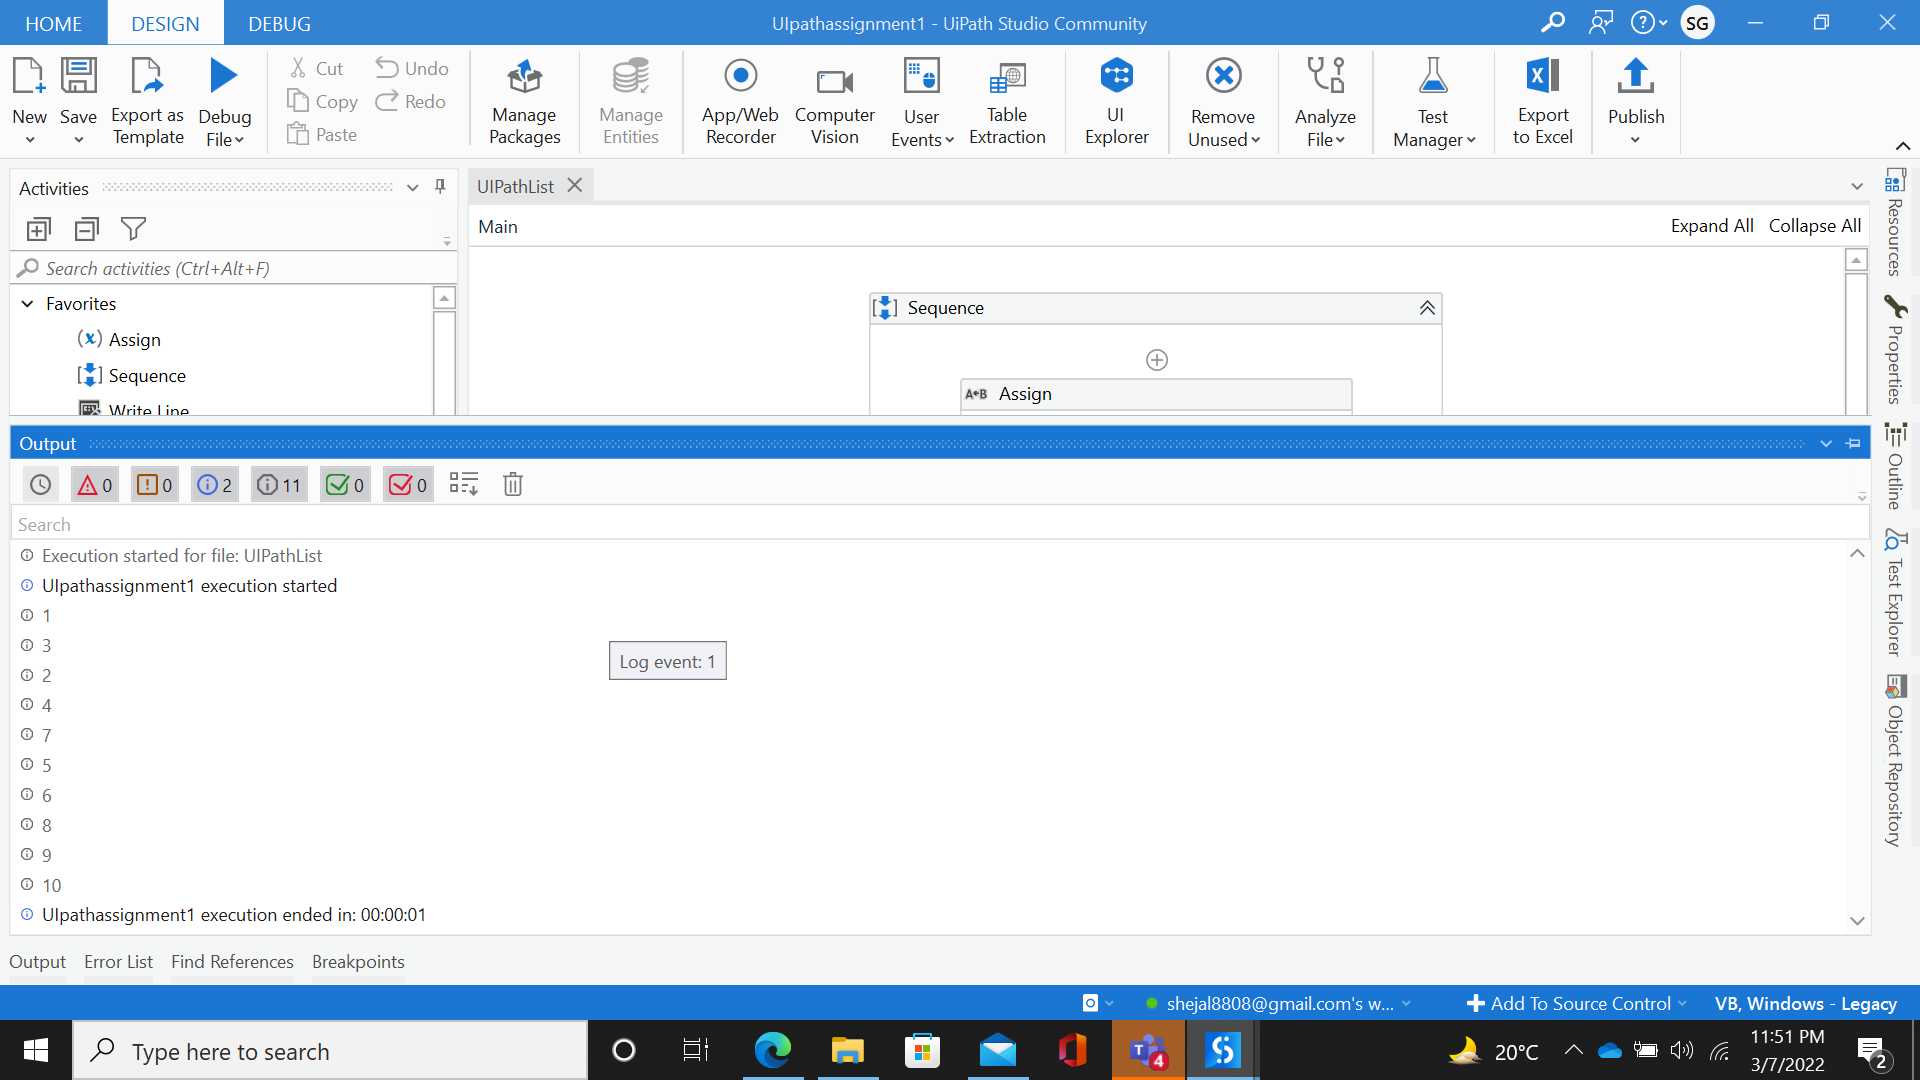 HOME DESIGN DEBUG UIpathassignment1 - UiPath Studio Community SG
New Save Export as Template Debug File Cut Copy Paste Undo Redo Manage Packages Manage Entities App/Web Recorder Computer Vision User Events Table Extraction UI Explorer Remove Unused Analyze File Test Manager Export to Excel Publish
Activities
Search activities (Ctrl+Alt+F)
Favorites
Assign
Sequence
Write Line
UIPathList
Main Expand All Collapse All
Sequence
A B Assign
Resources
Properties
Outline
Test Explorer
Object Repository
Output
0 0 2 11 0 0
Search
Execution started for file: UIPathList
UIpathassignment1 execution started
1
3
Log event: 1
2
4
7
5
6
8
9
10
UIpathassignment1 execution ended in: 00:00:01
Output Error List Find References Breakpoints
shejal8808@gmail.com's w... Add To Source Control VB, Windows - Legacy
Type here to search T 4 20°C 11:51 PM
3/7/2022 2